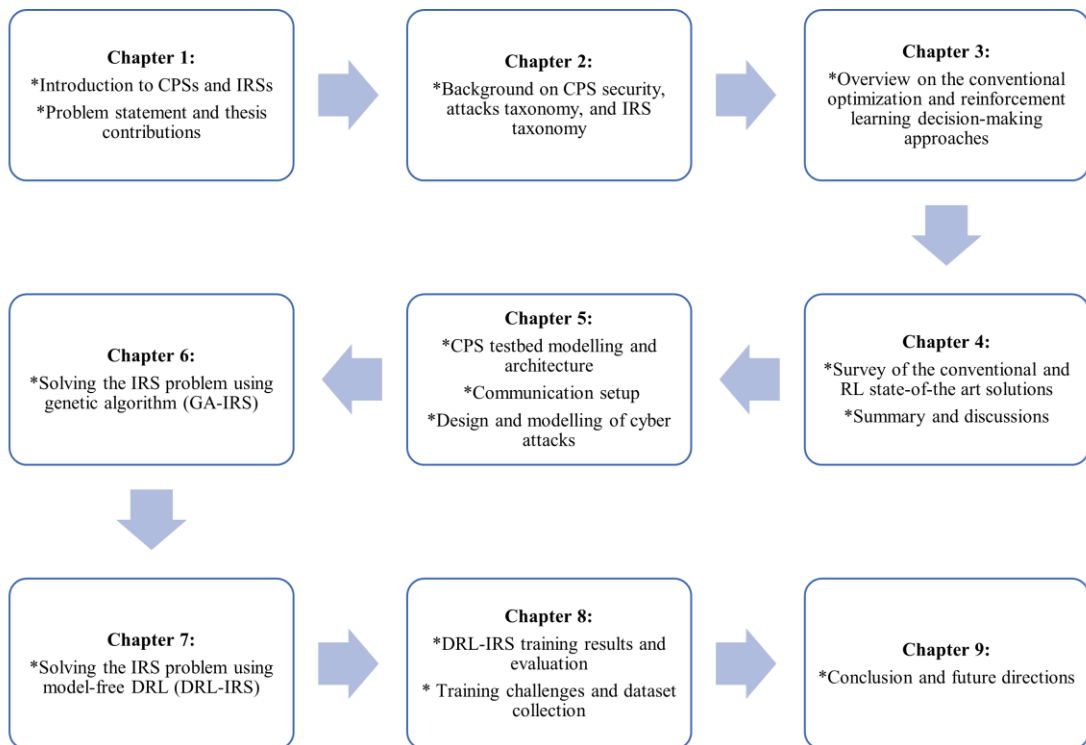 Chapter 1:
*Introduction to CPSs and IRSs
*Problem statement and thesis
contributions
Chapter 2:
*Background on CPS security,
attacks taxonomy, and IRS
taxonomy
Chapter 3:
*Overview on the conventional
optimization and reinforcement
learning decision-making
approaches
Chapter 4:
*Survey of the conventional and
RL state-of-the art solutions
*Summary and discussions
Chapter 5:
*CPS testbed modelling and
architecture
*Communication setup
*Design and modelling of cyber
attacks
Chapter 6:
*Solving the IRS problem using
genetic algorithm (GA-IRS)
Chapter 7:
*Solving the IRS problem using
model-free DRL (DRL-IRS)
Chapter 8:
*DRL-IRS training results and
evaluation
* Training challenges and dataset
collection
Chapter 9:
*Conclusion and future directions